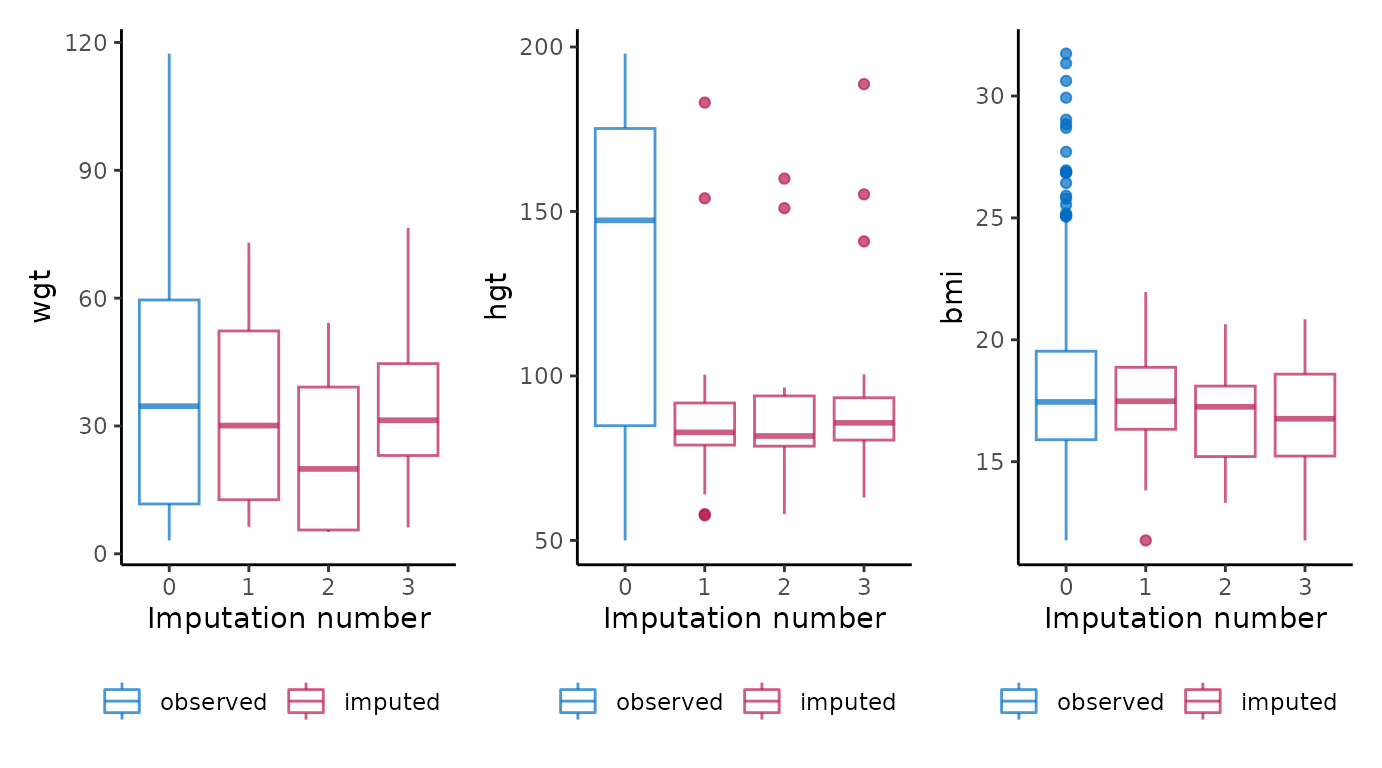 wgt
120
90
60
30
0
0 1 2 3
Imputation number
observed imputed
hgt
200
150
100
50
0 1 2 3
Imputation number
observed imputed
bmi
30
25
20
15
0 1 2 3
Imputation number
observed imputed